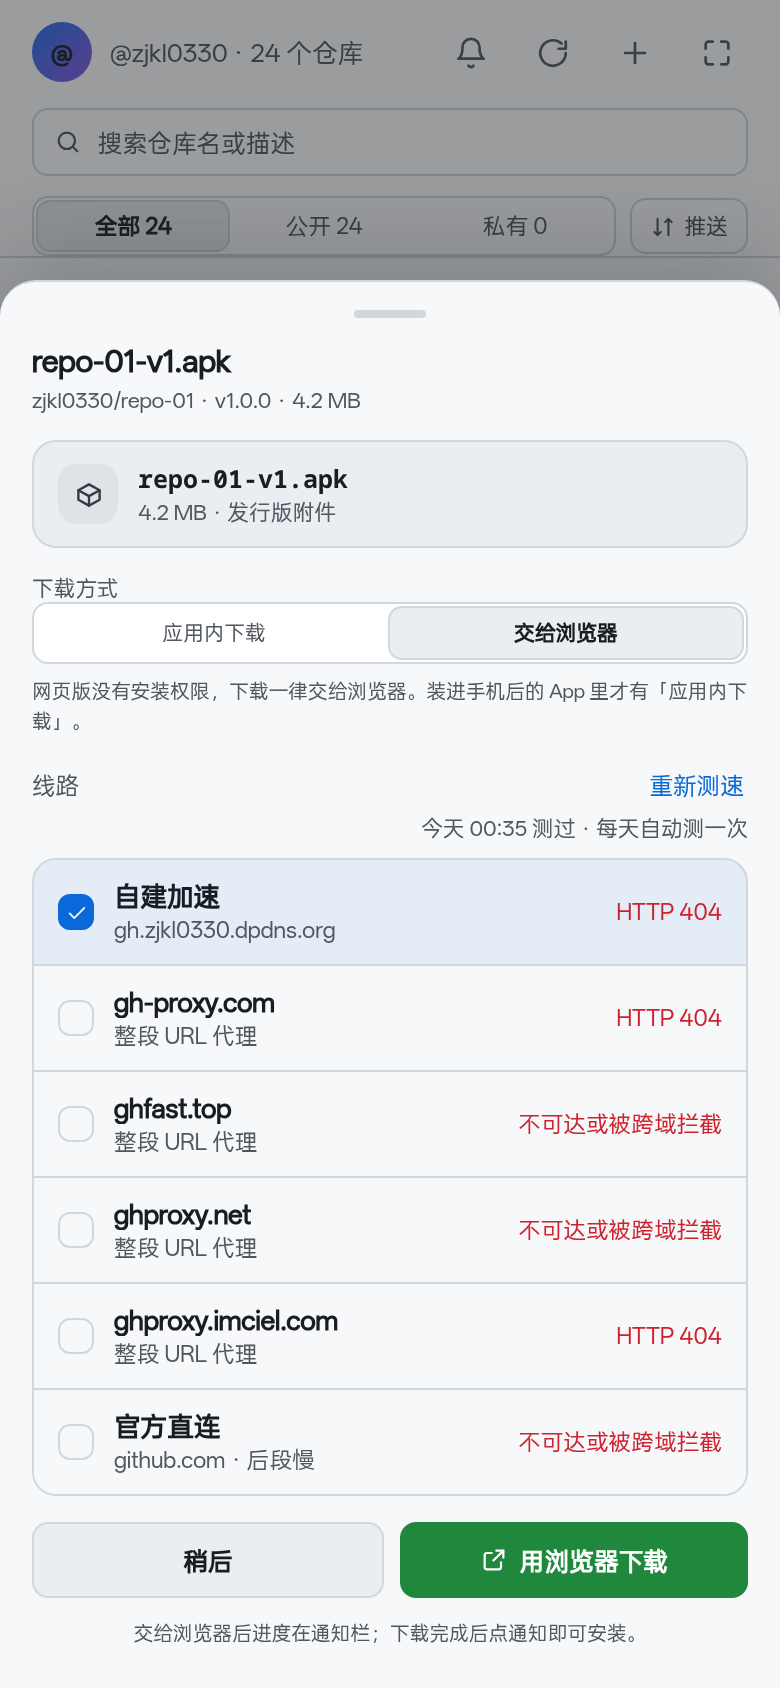 @ @zjkl0330 · 24 个仓库
搜索仓库名或描述
全部 24 公开 24 私有 0 推送
repo-01-v1.apk
zjkl0330/repo-01 · v1.0.0 · 4.2 MB
repo-01-v1.apk
4.2 MB · 发行版附件
下载方式
应用内下载 交给浏览器
网页版没有安装权限，下载一律交给浏览器。装进手机后的 App 里才有「应用内下
载」。
线路 重新测速
今天 00:35 测过 · 每天自动测一次
自建加速
gh.zjkl0330.dpdns.org
HTTP 404
gh-proxy.com
整段 URL 代理
HTTP 404
ghfast.top
整段 URL 代理
不可达或被跨域拦截
ghproxy.net
整段 URL 代理
不可达或被跨域拦截
ghproxy.imciel.com
整段 URL 代理
HTTP 404
官方直连
github.com · 后段慢
不可达或被跨域拦截
稍后 用浏览器下载
交给浏览器后进度在通知栏；下载完成后点通知即可安装。